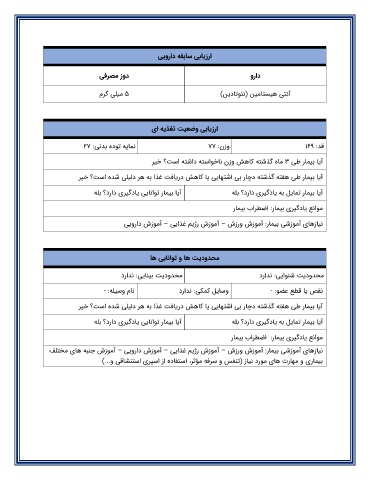 ارزیابی سابقه دارویی
دارو	دوز مصرفی
آنتی هیستامین (نئوتادین)	۵ میلی گرم
ارزیابی وضعیت تغذیه ای
قد: ۱۶۹	وزن: ۷۷	نمایه توده بدنی: ۲۷
آیا بیمار طی ۳ ماه گذشته کاهش وزن ناخواسته داشته است؟ خیر
آیا بیمار طی هفته گذشته دچار بی اشتهایی یا کاهش دریافت غذا به هر دلیلی شده است؟ خیر
آیا بیمار تمایل به یادگیری دارد؟ بله	آیا بیمار توانایی یادگیری دارد؟ بله
موانع یادگیری بیمار: اضطراب بیمار
نیازهای آموزشی بیمار: آموزش ورزش – آموزش رژیم غذایی – آموزش دارویی
محدودیت ها و توانایی ها
محدودیت شنوایی: ندارد	محدودیت بینایی: ندارد
نقص یا قطع عضو: -	وسایل کمکی: ندارد	نام وسیله: -
آیا بیمار طی هفته گذشته دچار بی اشتهایی یا کاهش دریافت غذا به هر دلیلی شده است؟ خیر
آیا بیمار تمایل به یادگیری دارد؟ بله	آیا بیمار توانایی یادگیری دارد؟ بله
موانع یادگیری بیمار: اضطراب بیمار
نیازهای آموزشی بیمار: آموزش ورزش – آموزش رژیم غذایی – آموزش دارویی – آموزش جنبه های مختلف
بیماری و مهارت های مورد نیاز (تنفس و سرفه مؤثر، استفاده از اسپری استنشاقی و...)